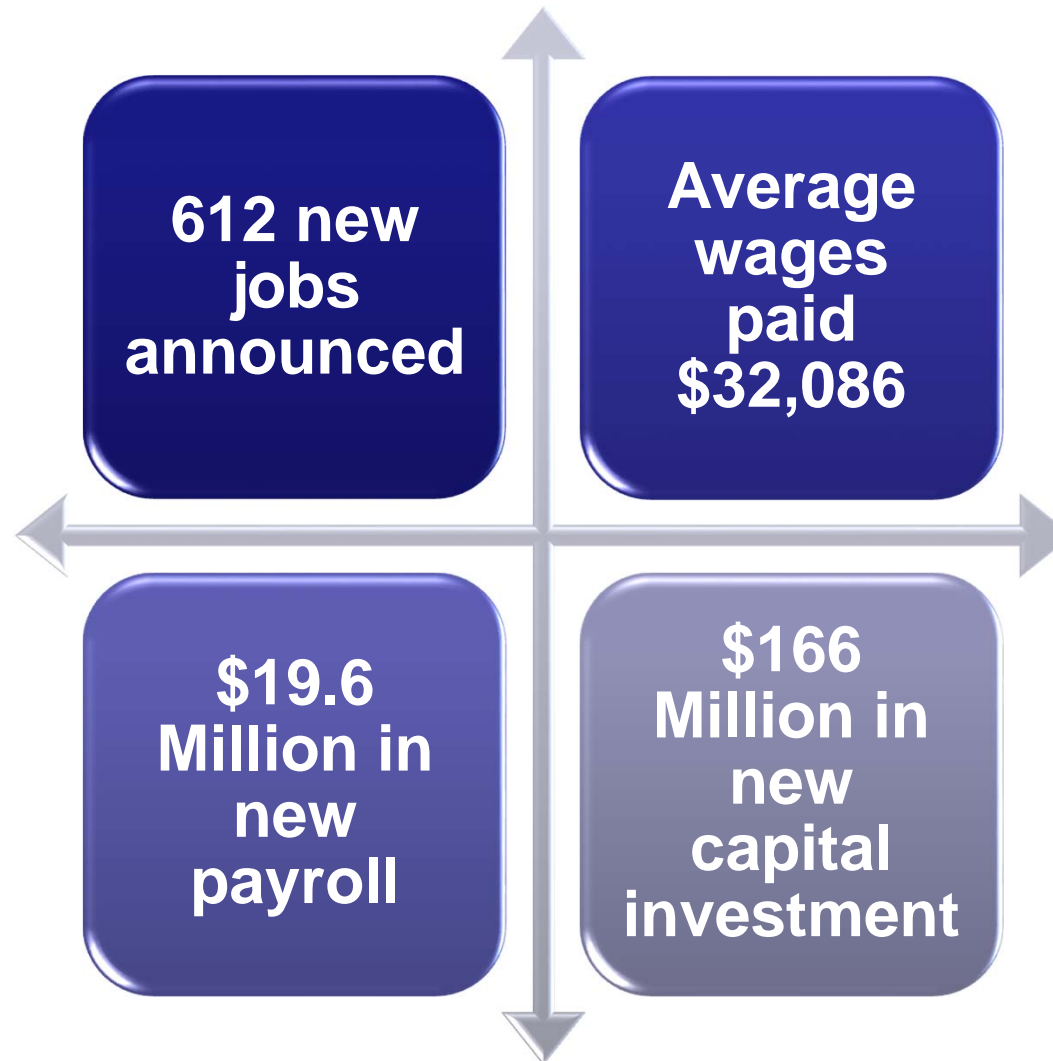 612 new
jobs
announced
Average
wages
paid
$32,086
$19.6
Million in
new
payroll
$166
Million in
new
capital
investment